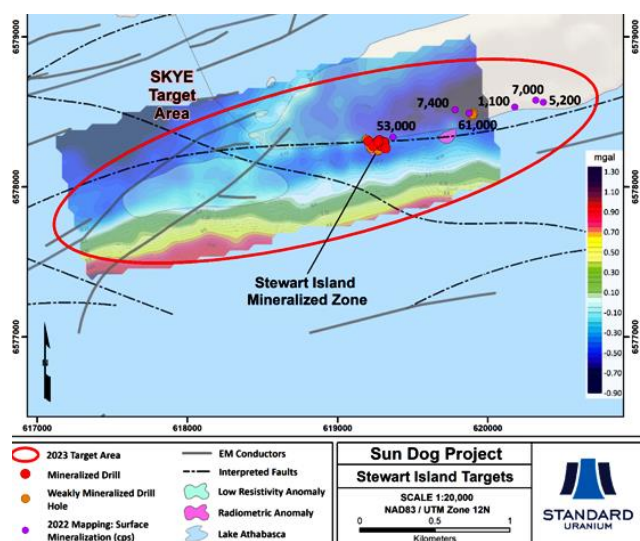 6579000
6578000
6577000
6579000
6578000
6577000
SKYE
Target
Area
7,000
7,400
1,100
5,200
53,000
61,000
mgal
1.30
1.10
0.90
0.70
0.50
0.30
0.10
-0.10
-0.30
-0.50
-0.70
-0.90
Stewart Island
Mineralized Zone
617000
618000
619000
620000
2023 Target Area
Mineralized Drill
Weakly Mineralized Drill
Hole
2022 Mapping: Surface
Mineralization (cps)
EM Conductors
Interpreted Faults
Low Resistivity Anomaly
Radiometric Anomaly
Lake Athabasca
Sun Dog Project
Stewart Island Targets
SCALE 1:20,000
NAD83 / UTM Zone 12N
0
0.5
1
Kilometers
STANDARD
URANIUM